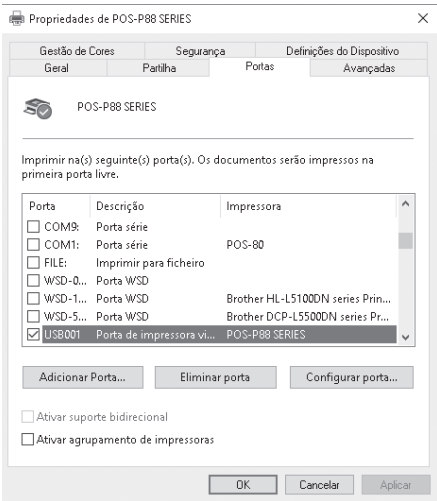 Propriedades de POS-P88 SERIES
Gestão de Cores Segurança Definições do Dispositivo
Geral Partilha Portas Avançadas
POS-P88 SERIES
Imprimir na(s) seguinte(s) porta(s). Os documentos serão impressos na
primeira porta livre.
Porta Descrição Impressora
COM9: Porta série
COM1: Porta série POS-80
FILE: Imprimir para ficheiro
WSD-0... Porta WSD
WSD-1... Porta WSD Brother HL-L5100DN series Prin...
WSD-5... Porta WSD Brother DCP-L5500DN series Pr...
USB001 Porta de impressora vi... POS-P88 SERIES
Adicionar Porta... Eliminar porta Configurar porta...
Ativar suporte bidirecional
Ativar agrupamento de impressoras
OK Cancelar Aplicar